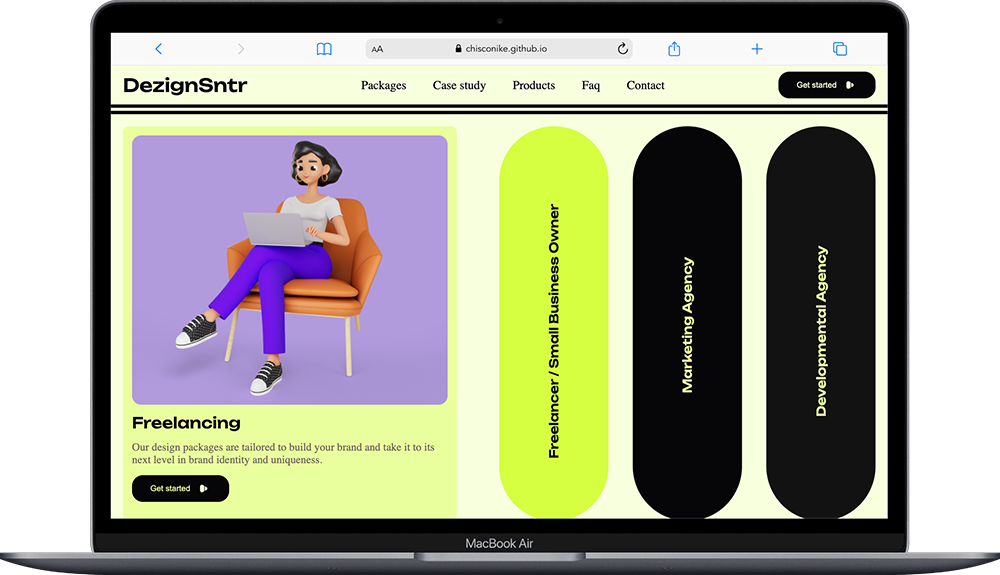 AA chisconike.github.io
DezignSntr
Packages Case study Products Faq Contact
Get started
Freelancer / Small Business Owner
Marketing Agency
Developmental Agency
Freelancing
Our design packages are tailored to build your brand and take it to its
next level in brand identity and uniqueness.
Get started
MacBook Air